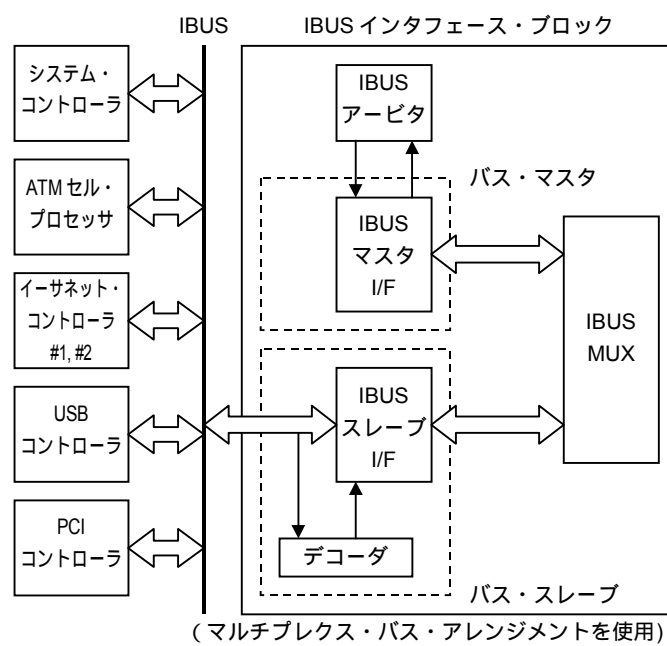 IBUS
IBUS インタフェース・ブロック
システム・
コントローラ
ATM セル・
プロセッサ
イーサネット・
コントローラ
#1, #2
USB
コントローラ
PCI
コントローラ
IBUS
アービタ
バス・マスタ
IBUS
マスタ
I/F
IBUS
MUX
IBUS
スレーブ
I/F
デコーダ
バス・スレーブ
(マルチプレクス・バス・アレンジメントを使用)